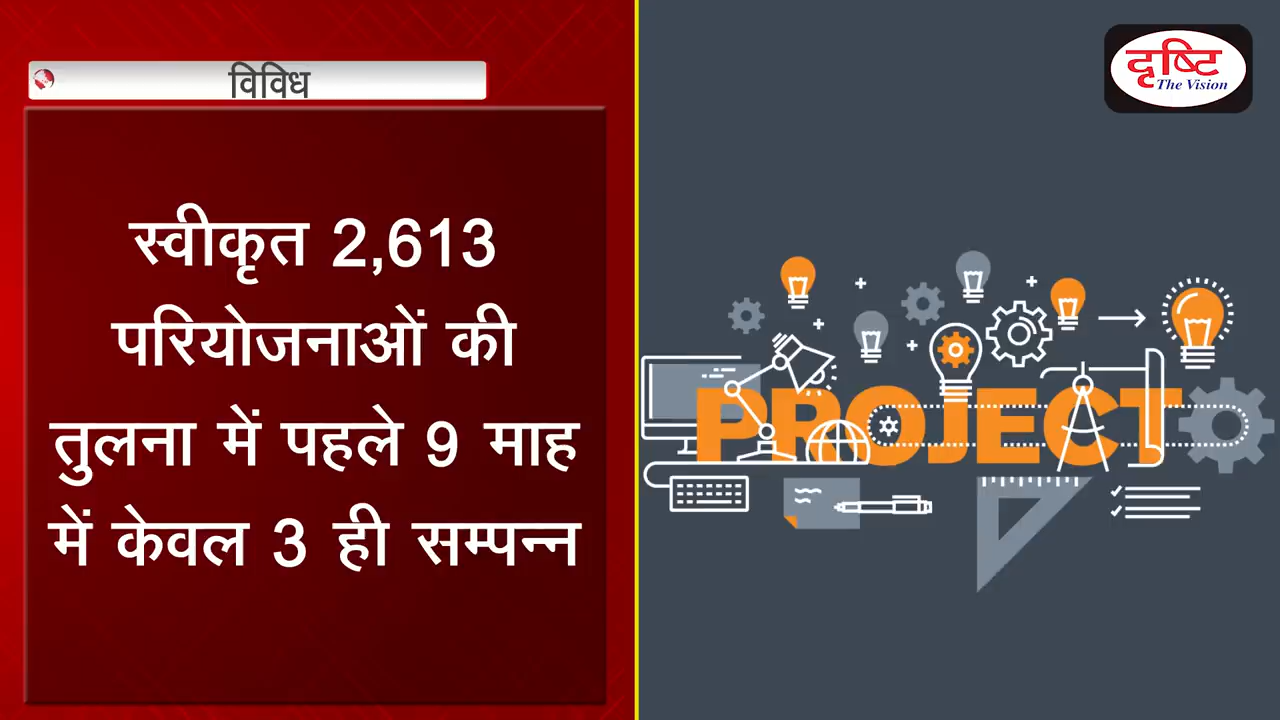 विविध
स्वीकृत 2,613
परियोजनाओं की
तुलना में पहले 9 माह
में केवल 3 ही सम्पन्न
दृष्टि
The Vision
PROJECT